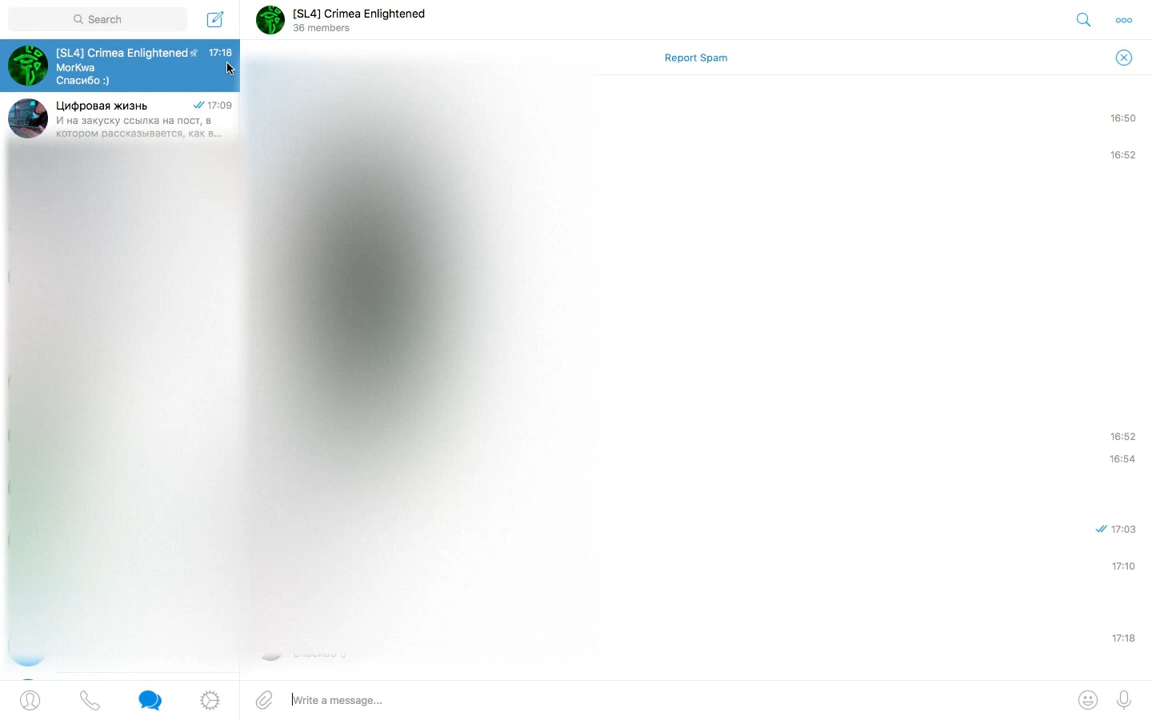 Search
[SL4] Crimea Enlightened 17:18
MorKwa
Спасибо :)
Цифровая жизнь 17:09
И на закуску ссылка на пост, в
котором рассказывается, как в...
[SL4] Crimea Enlightened
36 members
Report Spam
16:50
16:52
16:52
16:54
17:03
17:10
17:18
Write a message...